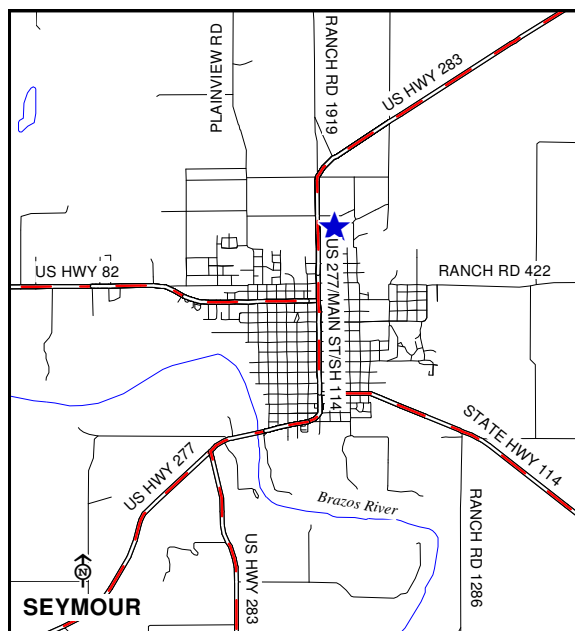 PLAINVIEW RD
RANCH RD 1919
US HWY 283
US HWY 82
US 277/MAIN ST/SH 114
RANCH RD 422
STATE HWY 114
US HWY 277
Brazos River
US HWY 283
RANCH RD 1286
N
SEYMOUR